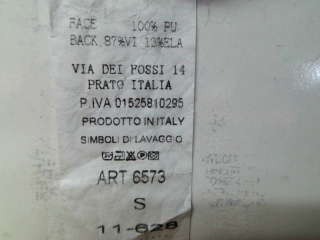 FACE 100% PU
BACK 87%VI 13%ELA
VIA DEI FOSSI 14
PRATO ITALIA
P.IVA 01525810295
PRODOTTO IN ITALY
SIMBOLI DI LAVAGGIO
ART 6573
S
11-628